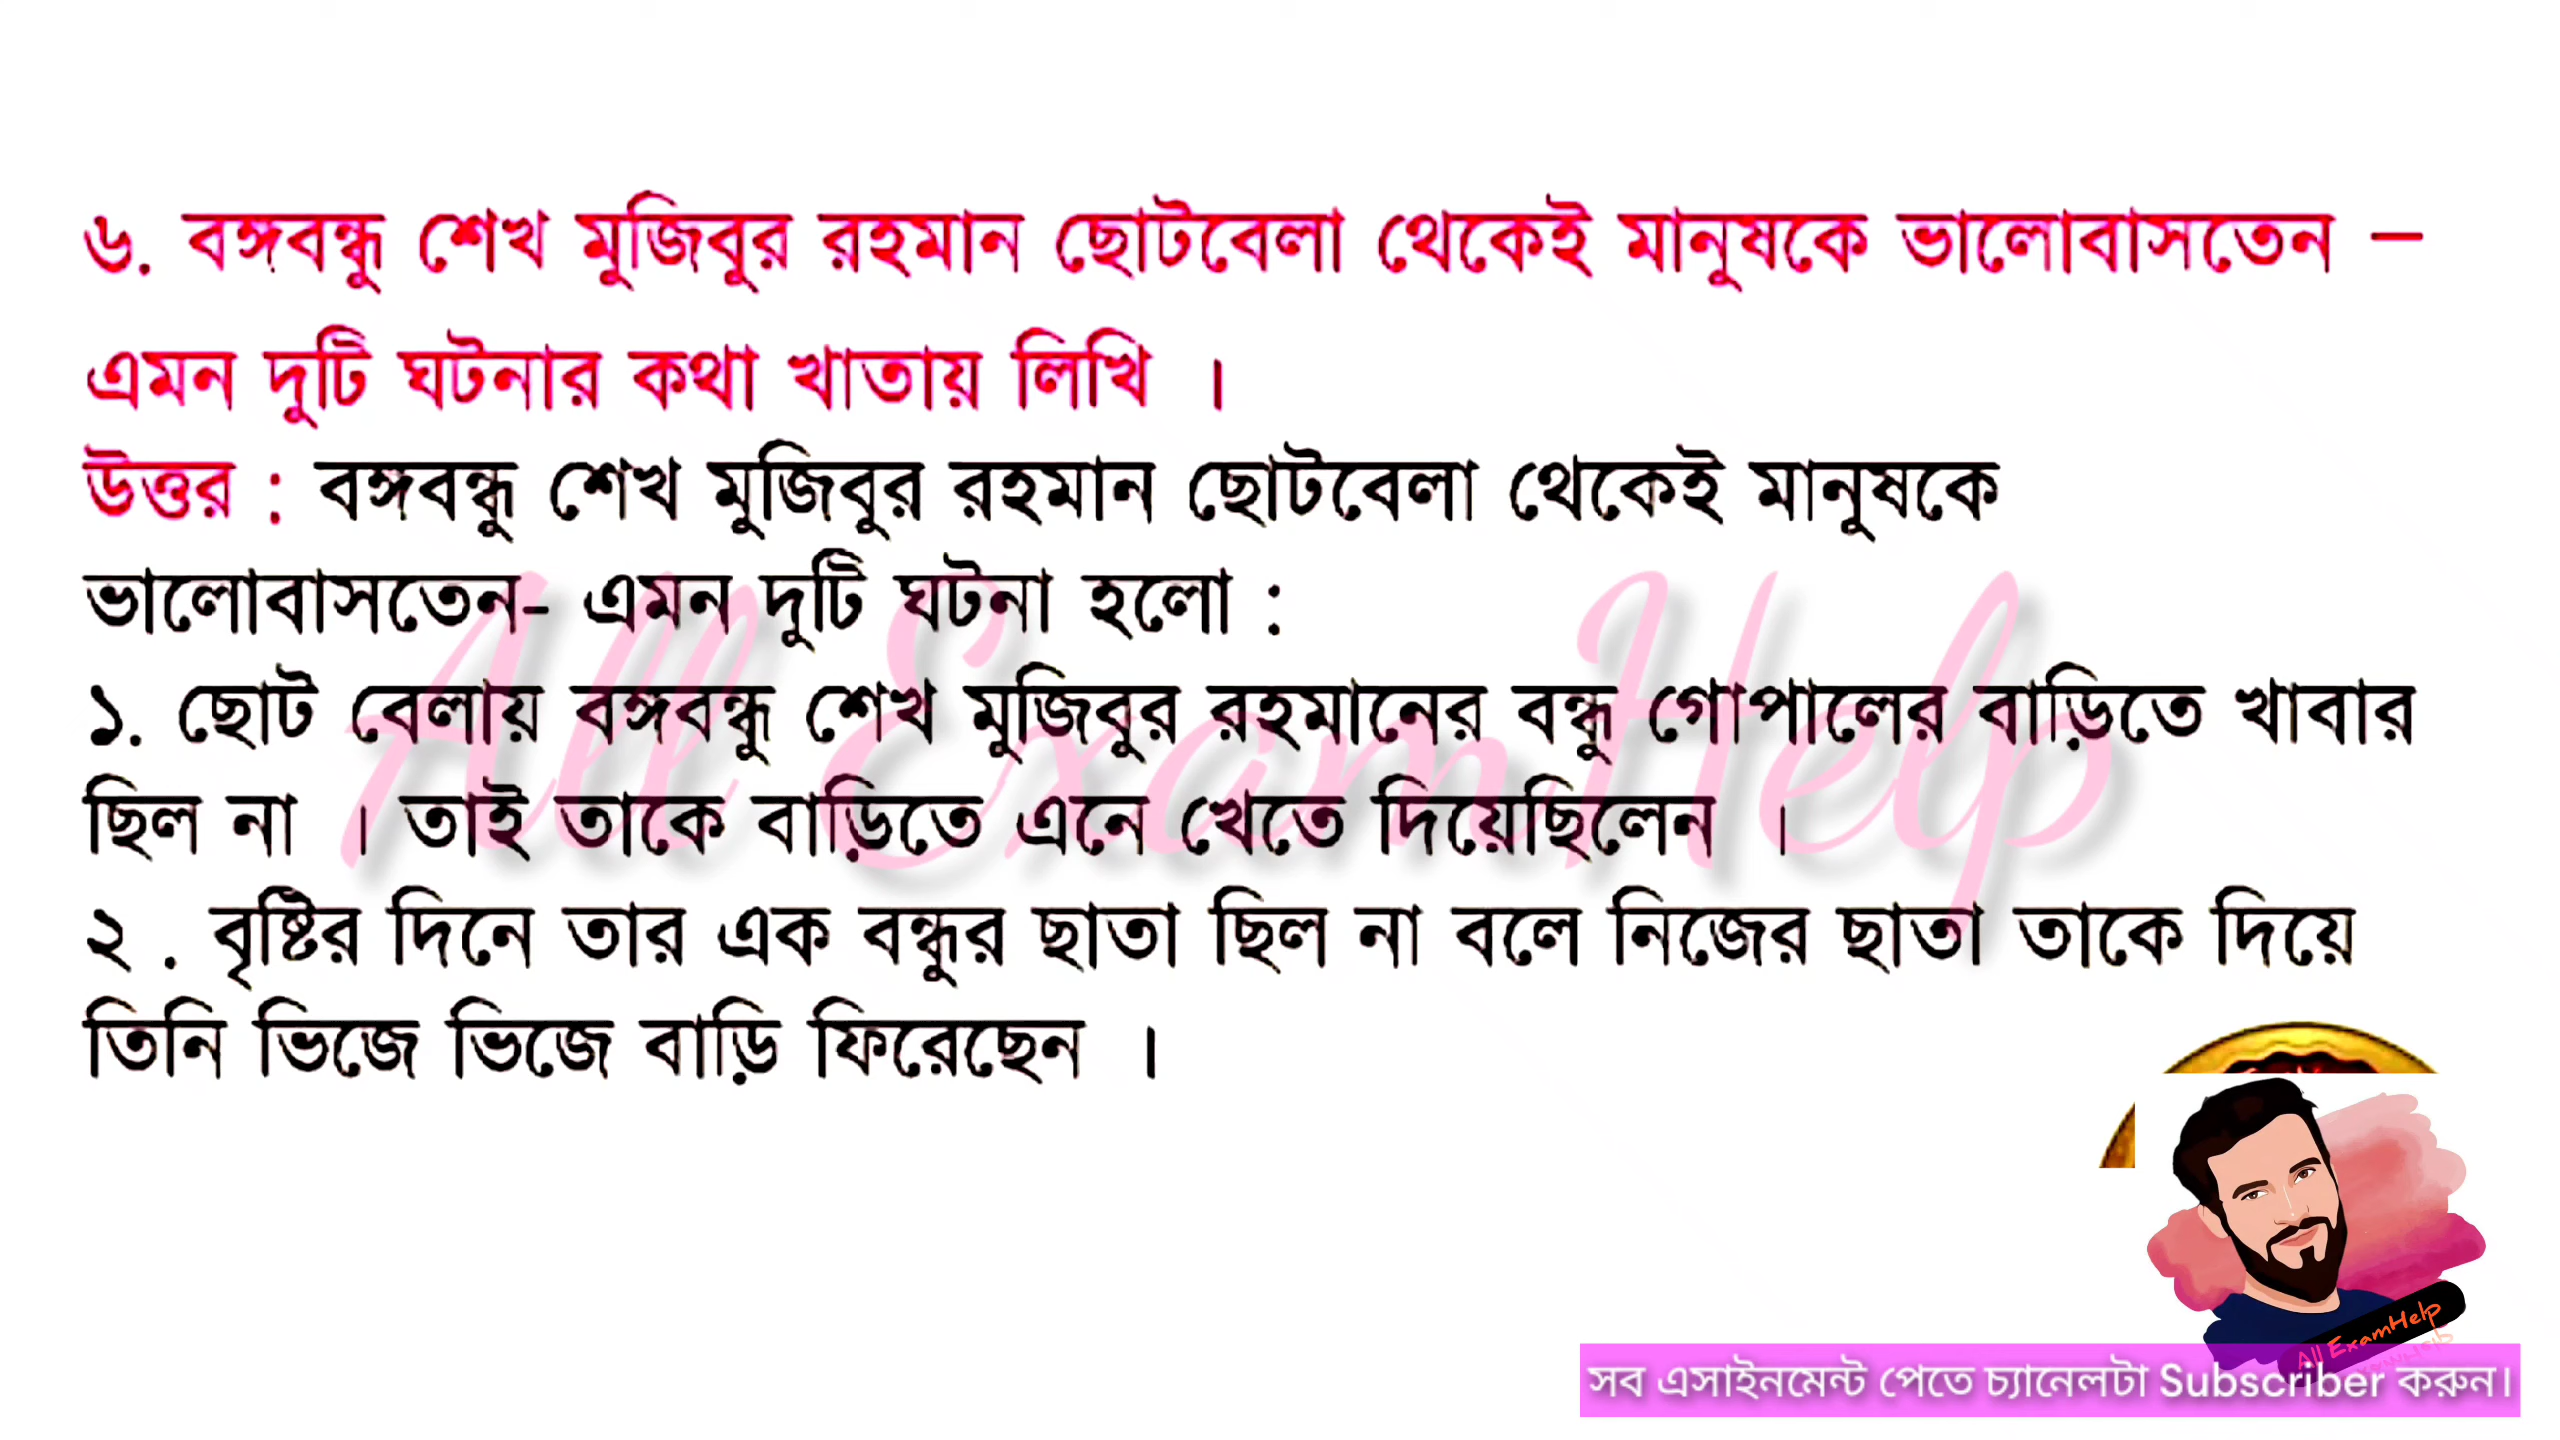 ৬. বঙ্গবন্ধু শেখ মুজিবুর রহমান ছোটবেলা থেকেই মানুষকে ভালোবাসতেন –
এমন দুটি ঘটনার কথা খাতায় লিখি ।
উত্তর : বঙ্গবন্ধু শেখ মুজিবুর রহমান ছোটবেলা থেকেই মানুষকে
ভালোবাসতেন- এমন দুটি ঘটনা হলো :
১. ছোট বেলায় বঙ্গবন্ধু শেখ মুজিবুর রহমানের বন্ধু গোপালের বাড়িতে খাবার
ছিল না । তাই তাকে বাড়িতে এনে খেতে দিয়েছিলেন ।
২ . বৃষ্টির দিনে তার এক বন্ধুর ছাতা ছিল না বলে নিজের ছাতা তাকে দিয়ে
তিনি ভিজে ভিজে বাড়ি ফিরেছেন ।
All ExamHelp
All ExamHelp
সব এসাইনমেন্ট পেতে চ্যানেলটা Subscriber করুন।